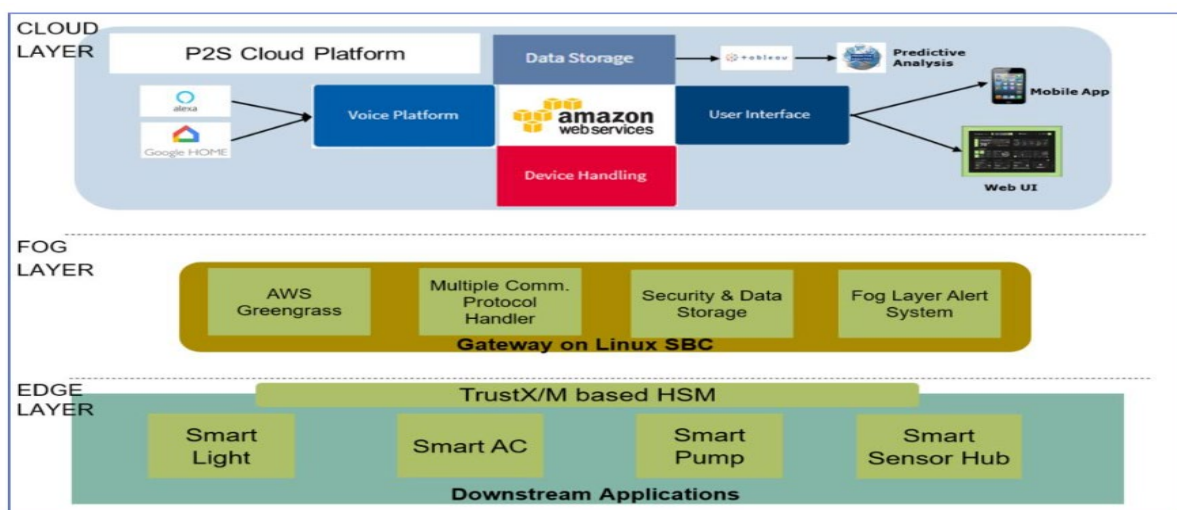 CLOUD
LAYER
P2S Cloud Platform
Data Storage
tableau
Predictive
Analysis
alexa
Google HOME
Voice Platform
amazon
webservices
User Interface
Mobile App
Device Handling
Web UI
FOG
LAYER
AWS
Greengrass
Multiple Comm.
Protocol
Handler
Security & Data
Storage
Fog Layer Alert
System
Gateway on Linux SBC
EDGE
LAYER
TrustX/M based HSM
Smart
Light
Smart AC
Smart
Pump
Smart
Sensor Hub
Downstream Applications